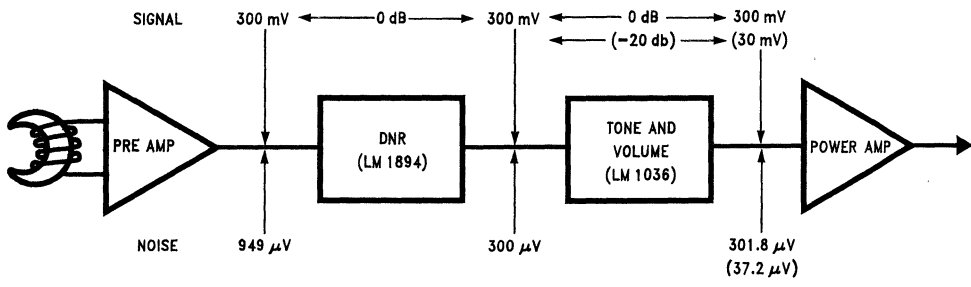 SIGNAL 300 mV 0 dB 300 mV 0 dB 300 mV
(-20 db) (30 mV)
PRE AMP
DNR
(LM 1894)
TONE AND
VOLUME
(LM 1036)
POWER AMP
NOISE 949 μV 300 μV 301.8 μV
(37.2 μV)